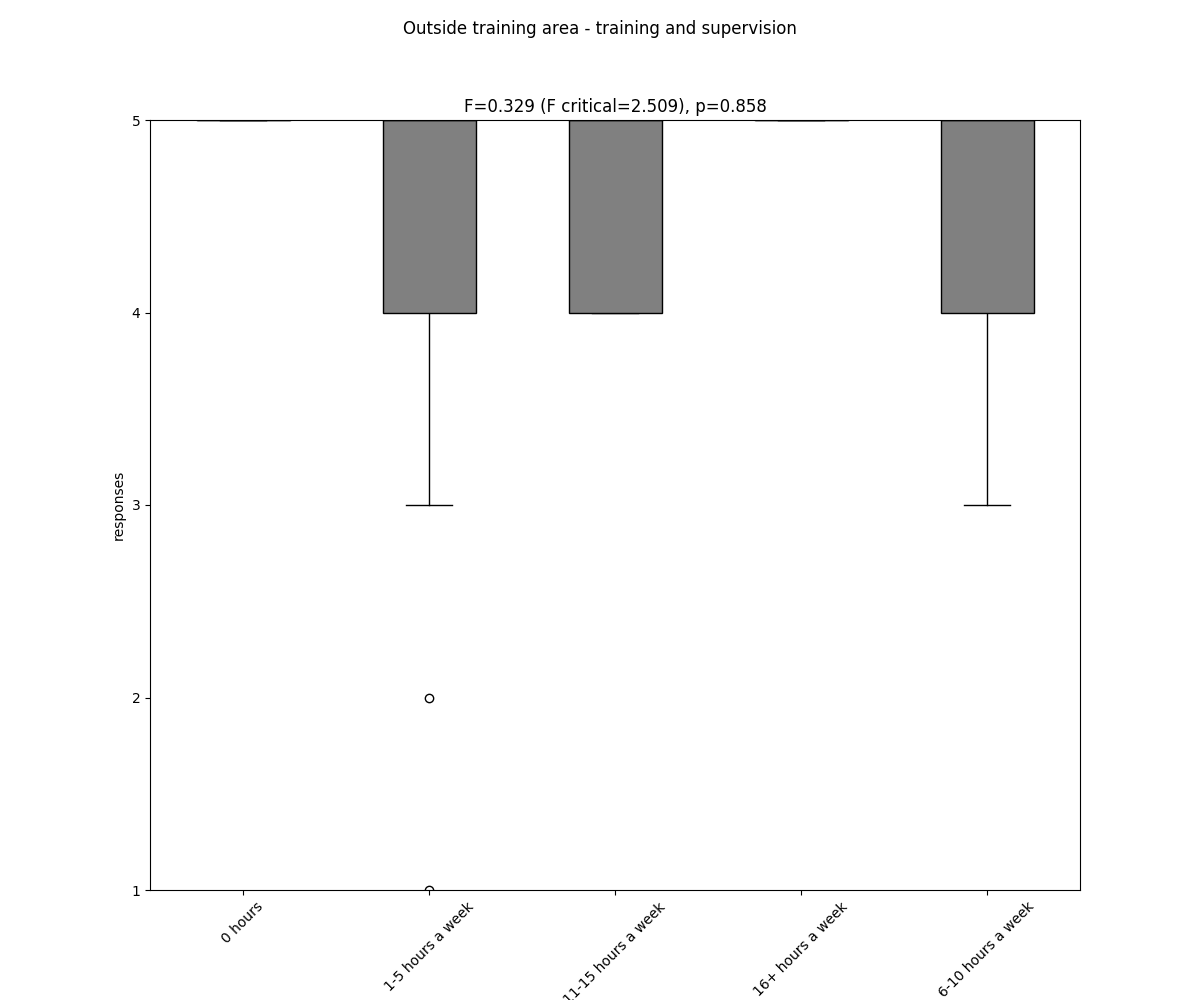 Outside training area - training and supervision
F=0.329 (F critical=2.509), p=0.858
5
4
3
2
1
responses
0 hours
1-5 hours a week
11-15 hours a week
16+ hours a week
6-10 hours a week